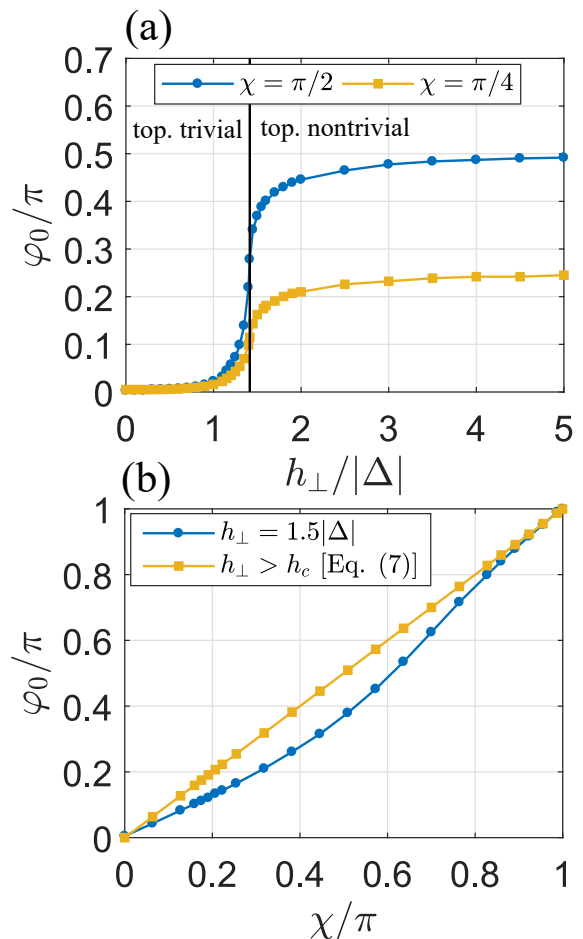 (a)
0.7
0.6
0.5
0.4
0.3
0.2
0.1
0
φ₀/π
χ = π/2
χ = π/4
top. trivial
top. nontrivial
0 1 2 3 4 5
h⊥/|Δ|
(b)
1
0.8
0.6
0.4
0.2
0
φ₀/π
h⊥ = 1.5|Δ|
h⊥ > h_c [Eq. (7)]
0 0.2 0.4 0.6 0.8 1
χ/π